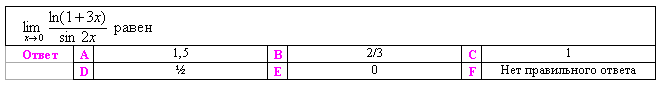 lim x→0 ln(1+3x) / sin 2x равен
Ответ A 1,5 B 2/3 C 1
D ½ E 0 F Нет правильного ответа